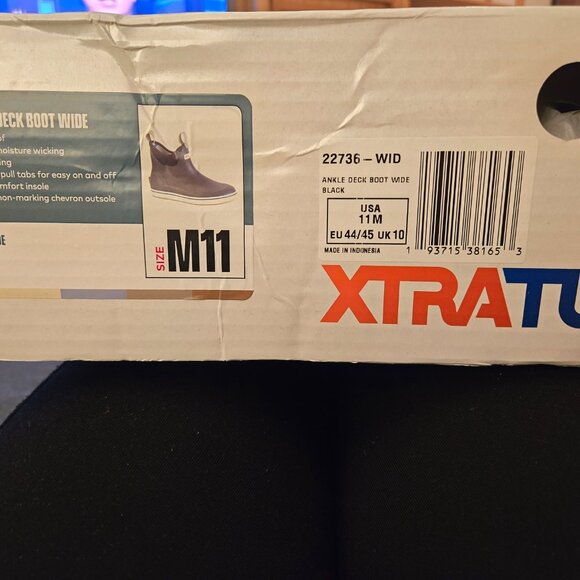 DECK BOOT WIDE
moisture wicking
pull tabs for easy on and off
comfort insole
non-marking chevron outsole
SIZE M11
22736-WID
ANKLE DECK BOOT WIDE
BLACK
USA
11 M
EU 44/45 UK 10
MADE IN INDONESIA
1 93715 38165 3
XTRATU